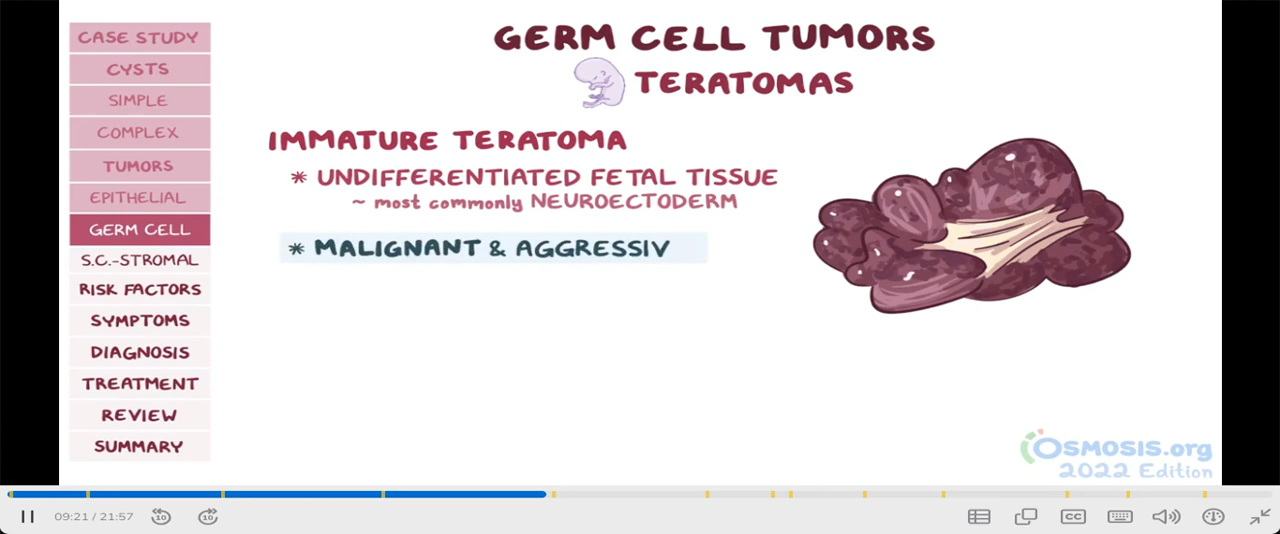 GERM CELL TUMORS
TERATOMAS
CASE STUDY
CYSTS
SIMPLE
COMPLEX
TUMORS
EPITHELIAL
GERM CELL
S.C.-STROMAL
RISK FACTORS
SYMPTOMS
DIAGNOSIS
TREATMENT
REVIEW
SUMMARY
IMMATURE TERATOMA
* UNDIFFERENTIATED FETAL TISSUE
~ most commonly NEUROECTODERM
* MALIGNANT & AGGRESSIV
OSMOSIS.org
2022 Edition
09:21 / 21:57
10
10
CC